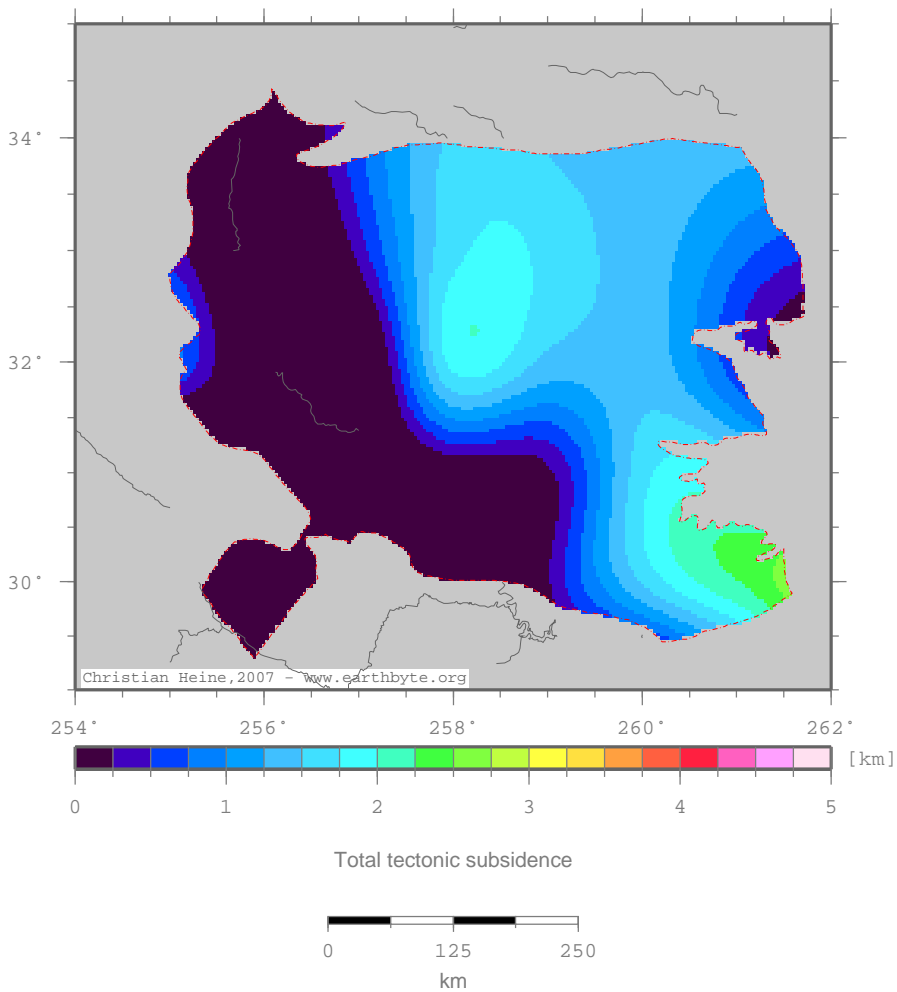 34°
32°
30°
Christian Heine,2007 - www.earthbyte.org
254° 256° 258° 260° 262°
[km]
0 1 2 3 4 5
Total tectonic subsidence
0 125 250
km